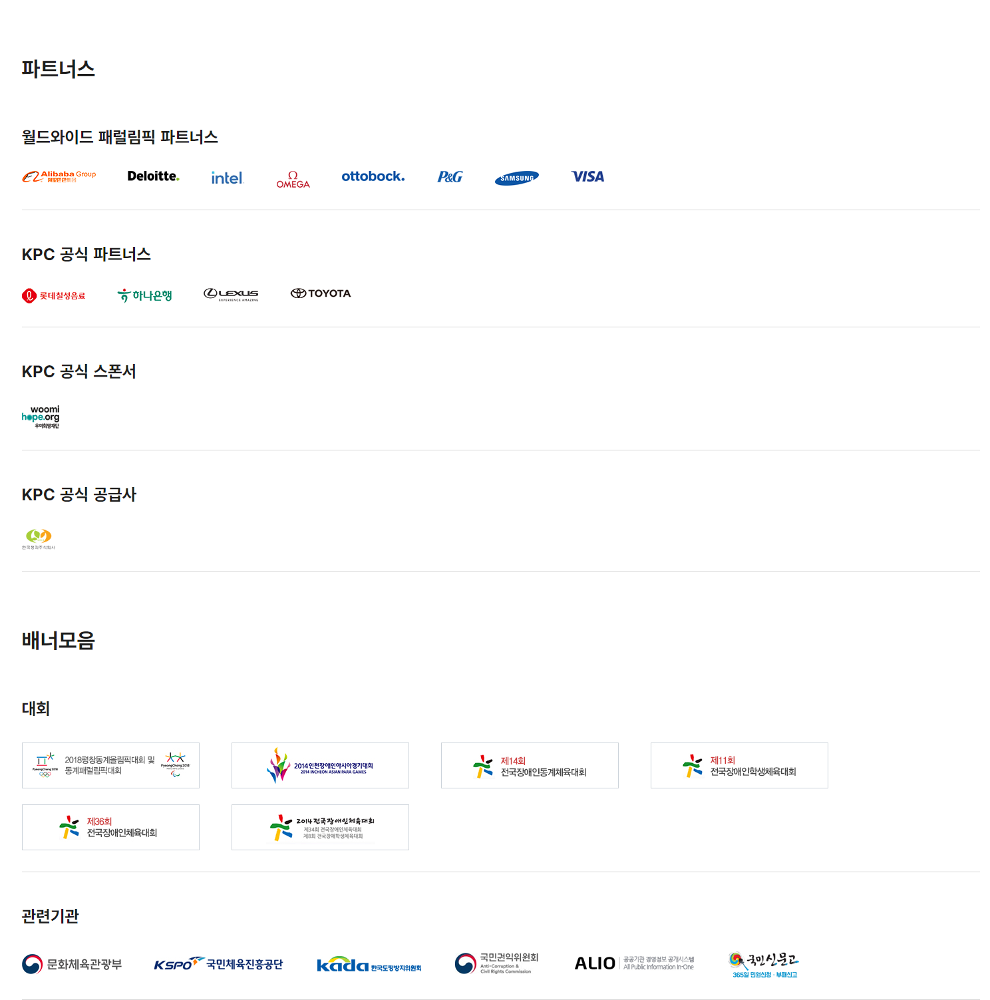 파트너스
월드와이드 패럴림픽 파트너스
Alibaba Group
阿里巴巴集团
Deloitte.
intel
OMEGA
ottobock.
P&G
SAMSUNG
VISA
KPC 공식 파트너스
롯데칠성음료
하나은행
LEXUS
EXPERIENCE AMAZING
TOYOTA
KPC 공식 스폰서
woomi
hope.org
우미희망재단
KPC 공식 공급사
한국청과주식회사
배너모음
대회
PyeongChang 2018
2018평창동계올림픽대회 및
동계패럴림픽대회
PyeongChang 2018
2014인천장애인아시아경기대회
2014 INCHEON ASIAN PARA GAMES
제14회
전국장애인동계체육대회
제11회
전국장애인학생체육대회
제36회
전국장애인체육대회
2014 전국장애인체육대회
제34회 전국장애인체육대회
제8회 전국장애학생체육대회
관련기관
문화체육관광부
KSPO 국민체육진흥공단
kada 한국도핑방지위원회
국민권익위원회
Anti-Corruption &
Civil Rights Commission
ALIO
공공기관 경영정보 공개시스템
All Public Information In-One
국민신문고
365일 민원신청 · 부패신고